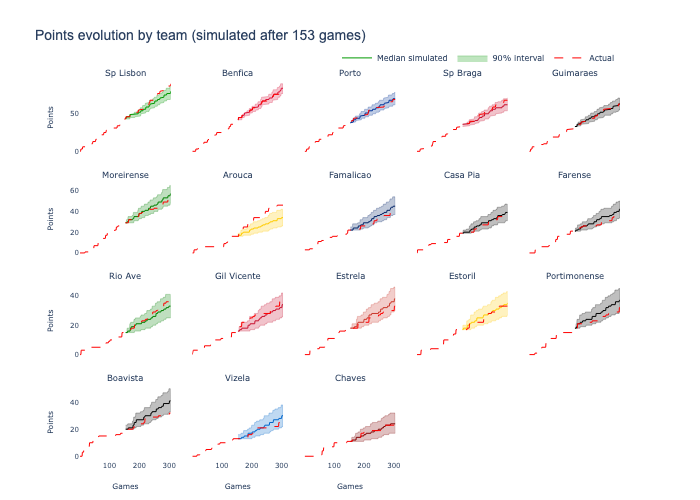 Points evolution by team (simulated after 153 games)
Median simulated 90% interval Actual
Sp Lisbon Benfica Porto Sp Braga Guimaraes
Points
50
0
Moreirense Arouca Famalicao Casa Pia Farense
Points
60
40
20
0
Rio Ave Gil Vicente Estrela Estoril Portimonense
Points
40
20
0
Boavista Vizela Chaves
Points
40
20
0
100 200 300 100 200 300 100 200 300
Games Games Games